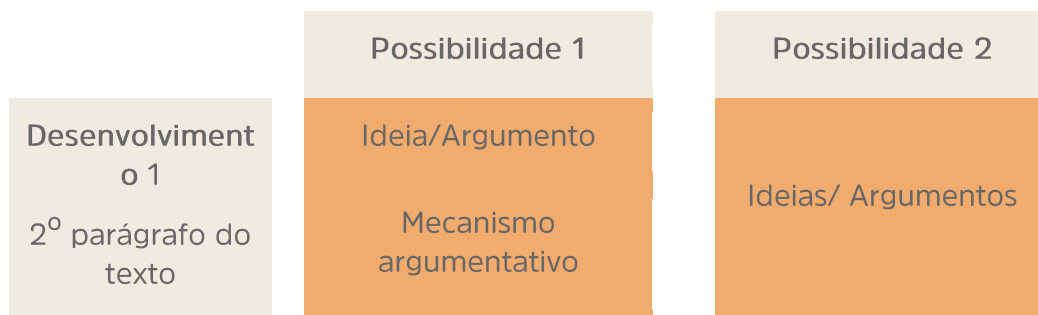 Possibilidade 1
Possibilidade 2
Desenvolviment
o 1
2º parágrafo do
texto
Ideia/Argumento
Mecanismo
argumentativo
Ideias/ Argumentos